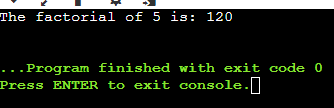 The factorial of 5 is: 120
...Program finished with exit code 0
Press ENTER to exit console.